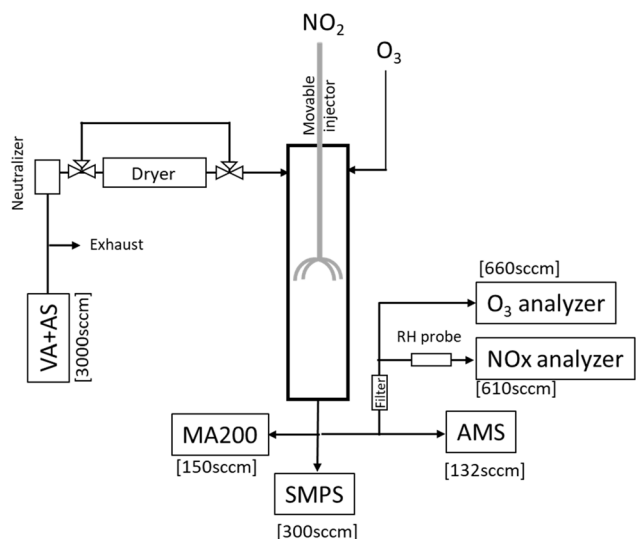 NO2
O3
Movable
injector
Neutralizer
Dryer
Exhaust
VA+AS
[3000sccm]
[660sccm]
O3 analyzer
RH probe
NOx analyzer
[610sccm]
Filter
MA200
[150sccm]
AMS
[132sccm]
SMPS
[300sccm]